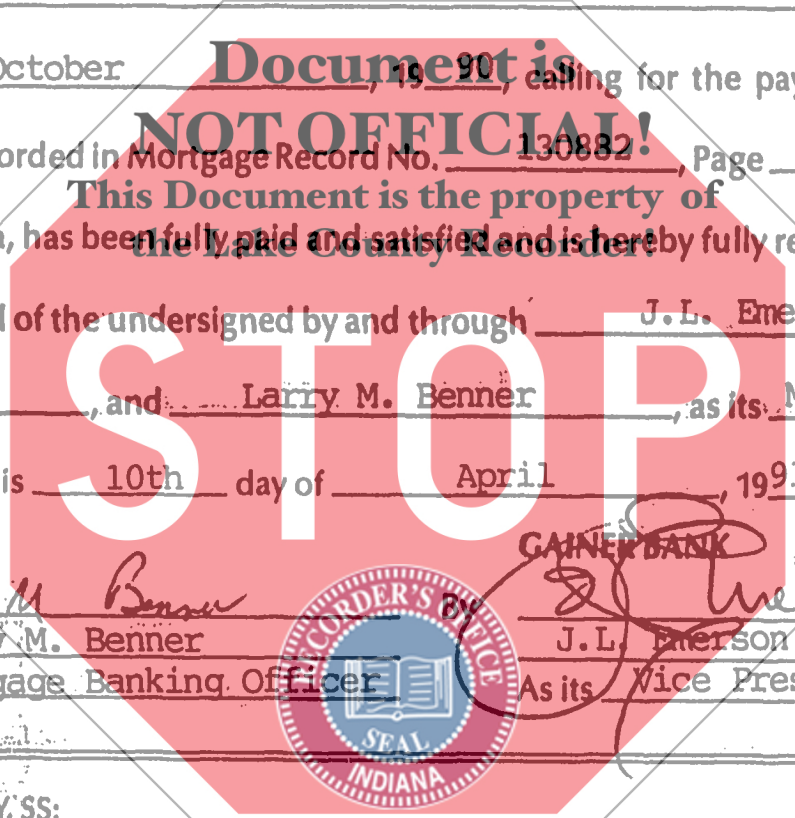 October , 19 90 , calling for the pay
Document is
NOT OFFICIAL!
orded in Mortgage Record No. 130882 , Page
This Document is the property of
the Lake County Recorder!
, has been fully paid and satisfied and is hereby fully re
of the undersigned by and through J.L. Eme
STOP
, and Larry M. Benner , as its
is 10th day of April , 199
GAINER BANK
M Benner By
M. Benner J.L. Emerson
gage Banking Officer As its Vice Pres
RECORDER'S OFFICE
SEAL
INDIANA
SS: